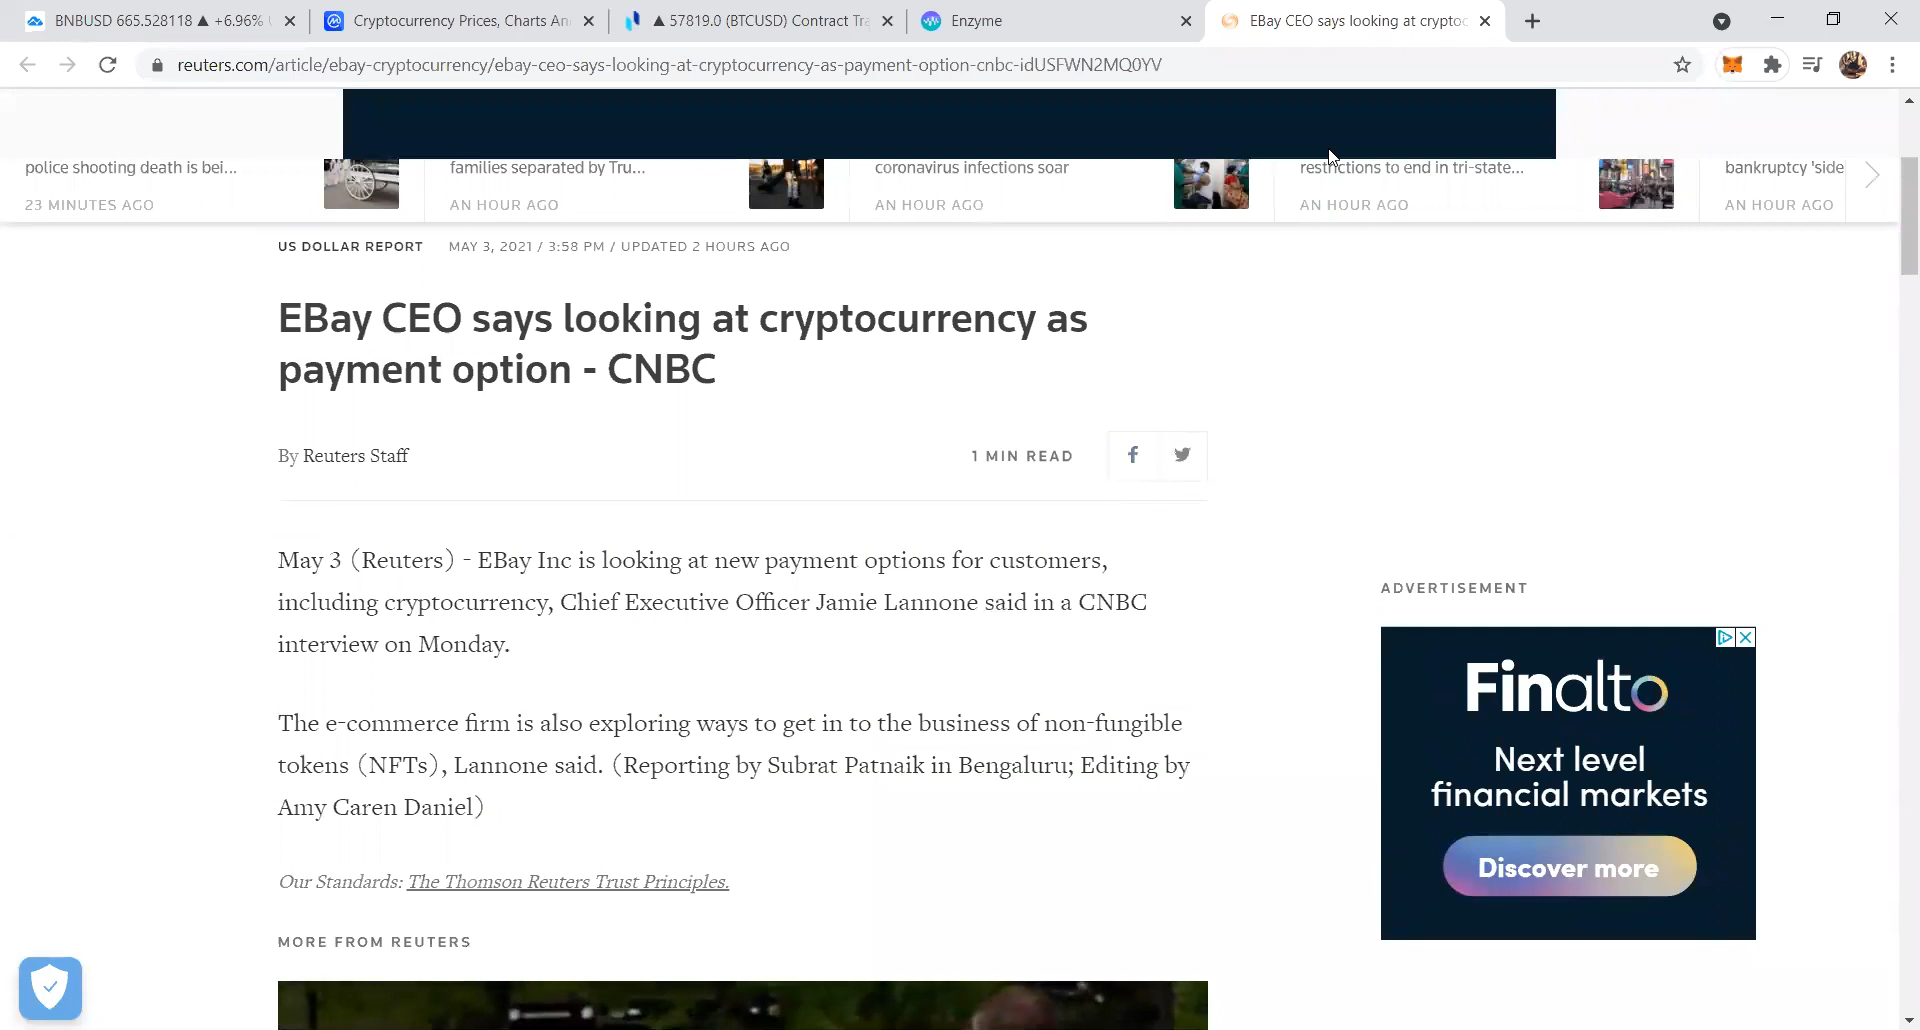 BNBUSD 665.528118 ▲ +6.96%
Cryptocurrency Prices, Charts An
▲ 57819.0 (BTCUSD) Contract Tra
Enzyme
EBay CEO says looking at cryptoc
reuters.com/article/ebay-cryptocurrency/ebay-ceo-says-looking-at-cryptocurrency-as-payment-option-cnbc-idUSFWN2MQ0YV
police shooting death is bei...
23 MINUTES AGO
families separated by Tru...
AN HOUR AGO
coronavirus infections soar
AN HOUR AGO
restrictions to end in tri-state...
AN HOUR AGO
bankruptcy 'side
AN HOUR AGO
US DOLLAR REPORT MAY 3, 2021 / 3:58 PM / UPDATED 2 HOURS AGO
EBay CEO says looking at cryptocurrency as
payment option - CNBC
By Reuters Staff
1 MIN READ
May 3 (Reuters) - EBay Inc is looking at new payment options for customers,
including cryptocurrency, Chief Executive Officer Jamie Lannone said in a CNBC
interview on Monday.
The e-commerce firm is also exploring ways to get in to the business of non-fungible
tokens (NFTs), Lannone said. (Reporting by Subrat Patnaik in Bengaluru; Editing by
Amy Caren Daniel)
Our Standards: The Thomson Reuters Trust Principles.
MORE FROM REUTERS
ADVERTISEMENT
Finalto
Next level
financial markets
Discover more